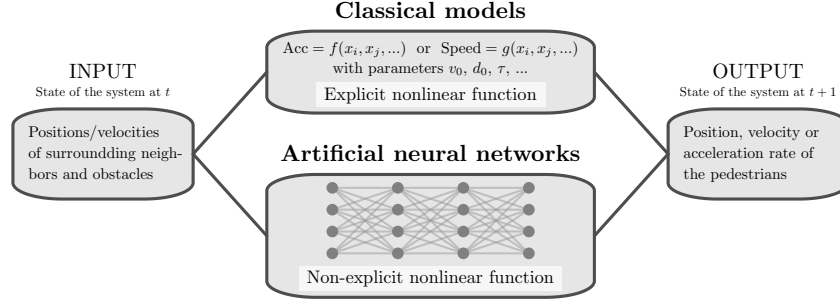 Classical models
Acc = f(x_i, x_j, ...) or Speed = g(x_i, x_j, ...)
with parameters v_0, d_0, τ, ...
Explicit nonlinear function
INPUT
State of the system at t
Positions/velocities
of surroundding neigh-
bors and obstacles
Artificial neural networks
Non-explicit nonlinear function
OUTPUT
State of the system at t + 1
Position, velocity or
acceleration rate of
the pedestrians